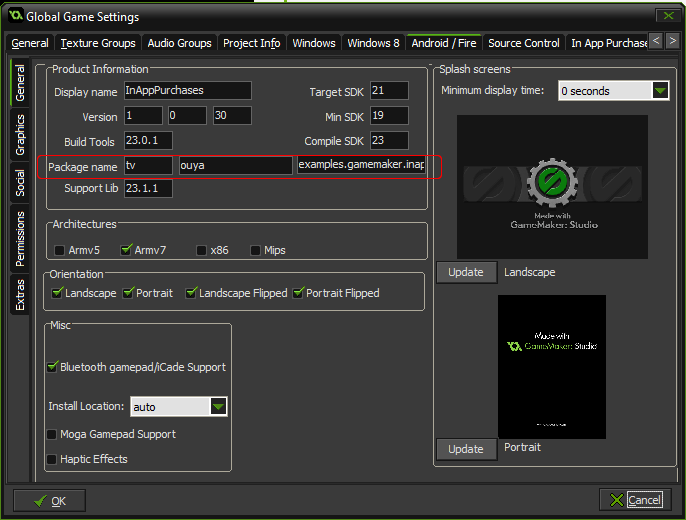 Global Game Settings
General Texture Groups Audio Groups Project Info Windows Windows 8 Android / Fire Source Control In App Purchase
General
Graphics
Social
Permissions
Extras
Product Information
Display name InAppPurchases Target SDK 21
Version 1 0 30 Min SDK 19
Build Tools 23.0.1 Compile SDK 23
Package name tv ouya examples.gamemaker.inap
Support Lib 23.1.1
Architectures
Armv5 Armv7 x86 Mips
Orientation
Landscape Portrait Landscape Flipped Portrait Flipped
Misc
Bluetooth gamepad/iCade Support
Install Location: auto
Moga Gamepad Support
Haptic Effects
Splash screens
Minimum display time: 0 seconds
Made with
GameMaker: Studio
Update Landscape
Made with
GameMaker: Studio
Update Portrait
OK Cancel